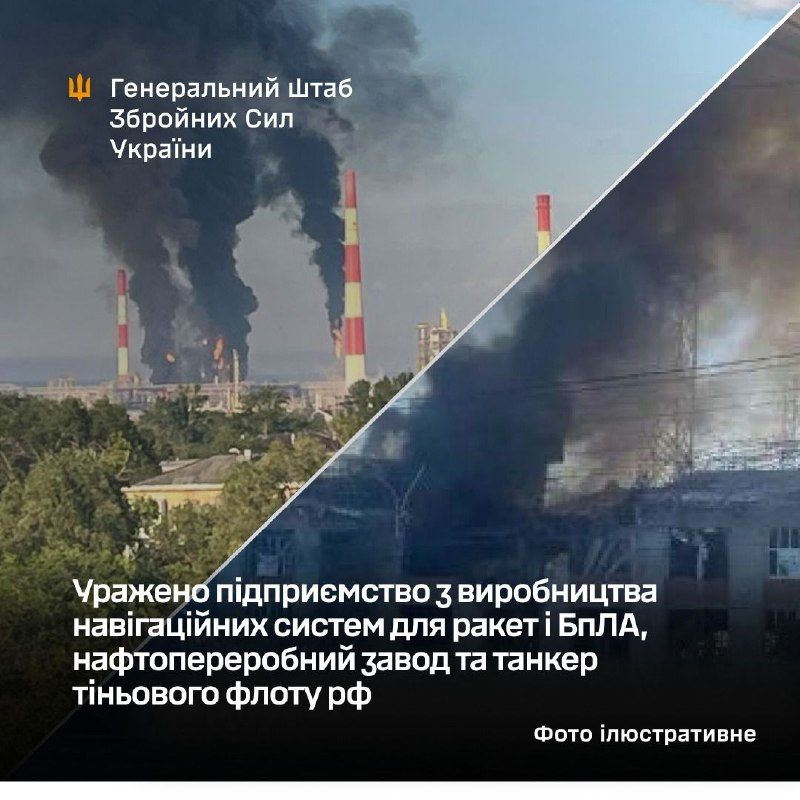 Генеральний штаб
Збройних Сил
України
Уражено підприємство з виробництва
навігаційних систем для ракет і БпЛА,
нафтопереробний завод та танкер
тіньового флоту рф
Фото ілюстративне